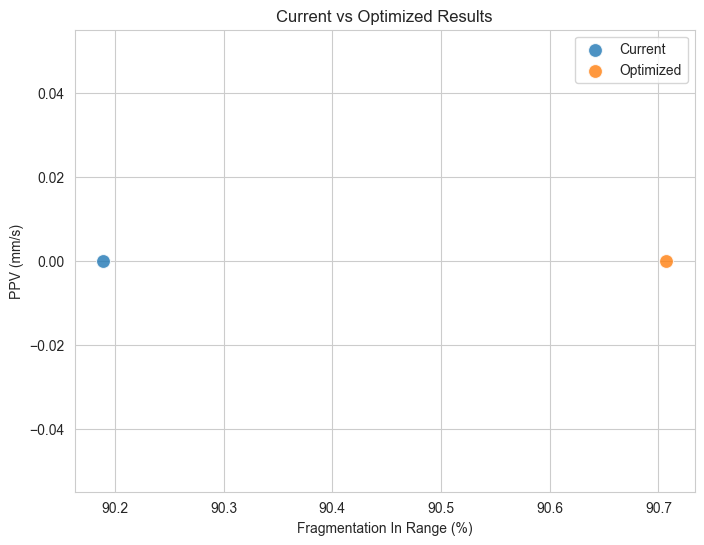 Current vs Optimized Results
Current
Optimized
PPV (mm/s)
0.04
0.02
0.00
−0.02
−0.04
90.2 90.3 90.4 90.5 90.6 90.7
Fragmentation In Range (%)